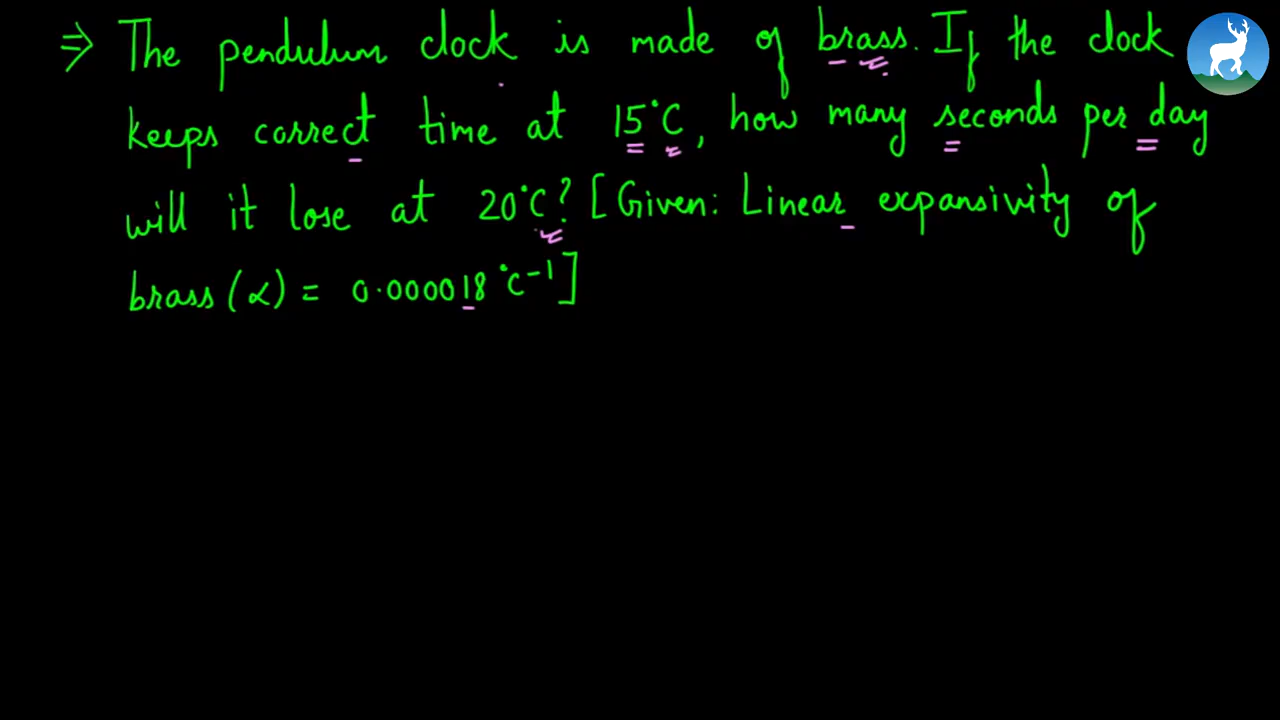 ⇒ The pendulum clock is made of brass. If the clock
keeps correct time at 15°C, how many seconds per day
will it lose at 20°C? [Given: Linear expansivity of
brass (α) = 0.000018 °C⁻¹]